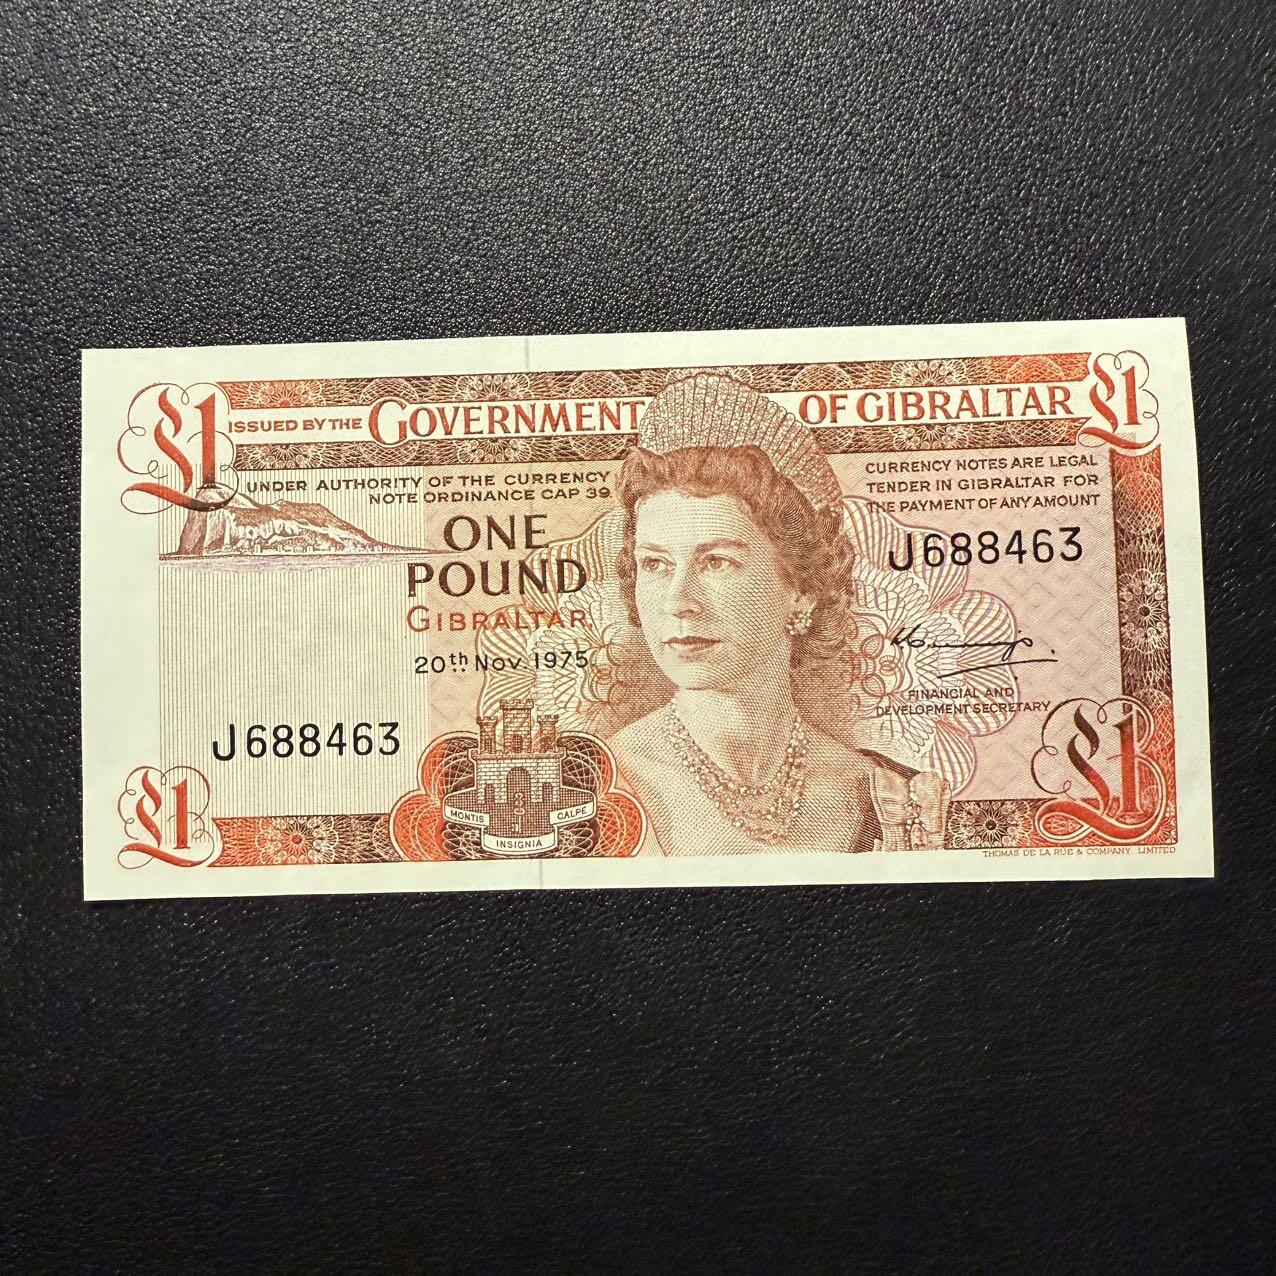 £1
ISSUED BY THE GOVERNMENT OF GIBRALTAR
£1
UNDER AUTHORITY OF THE CURRENCY
NOTE ORDINANCE CAP 39
CURRENCY NOTES ARE LEGAL
TENDER IN GIBRALTAR FOR
THE PAYMENT OF ANY AMOUNT
ONE
POUND
GIBRALTAR.
20th Nov. 1975
J688463
FINANCIAL AND
DEVELOPMENT SECRETARY
J688463
£1
MONTIS CALPE
INSIGNIA
£1
THOMAS DE LA RUE & COMPANY, LIMITED